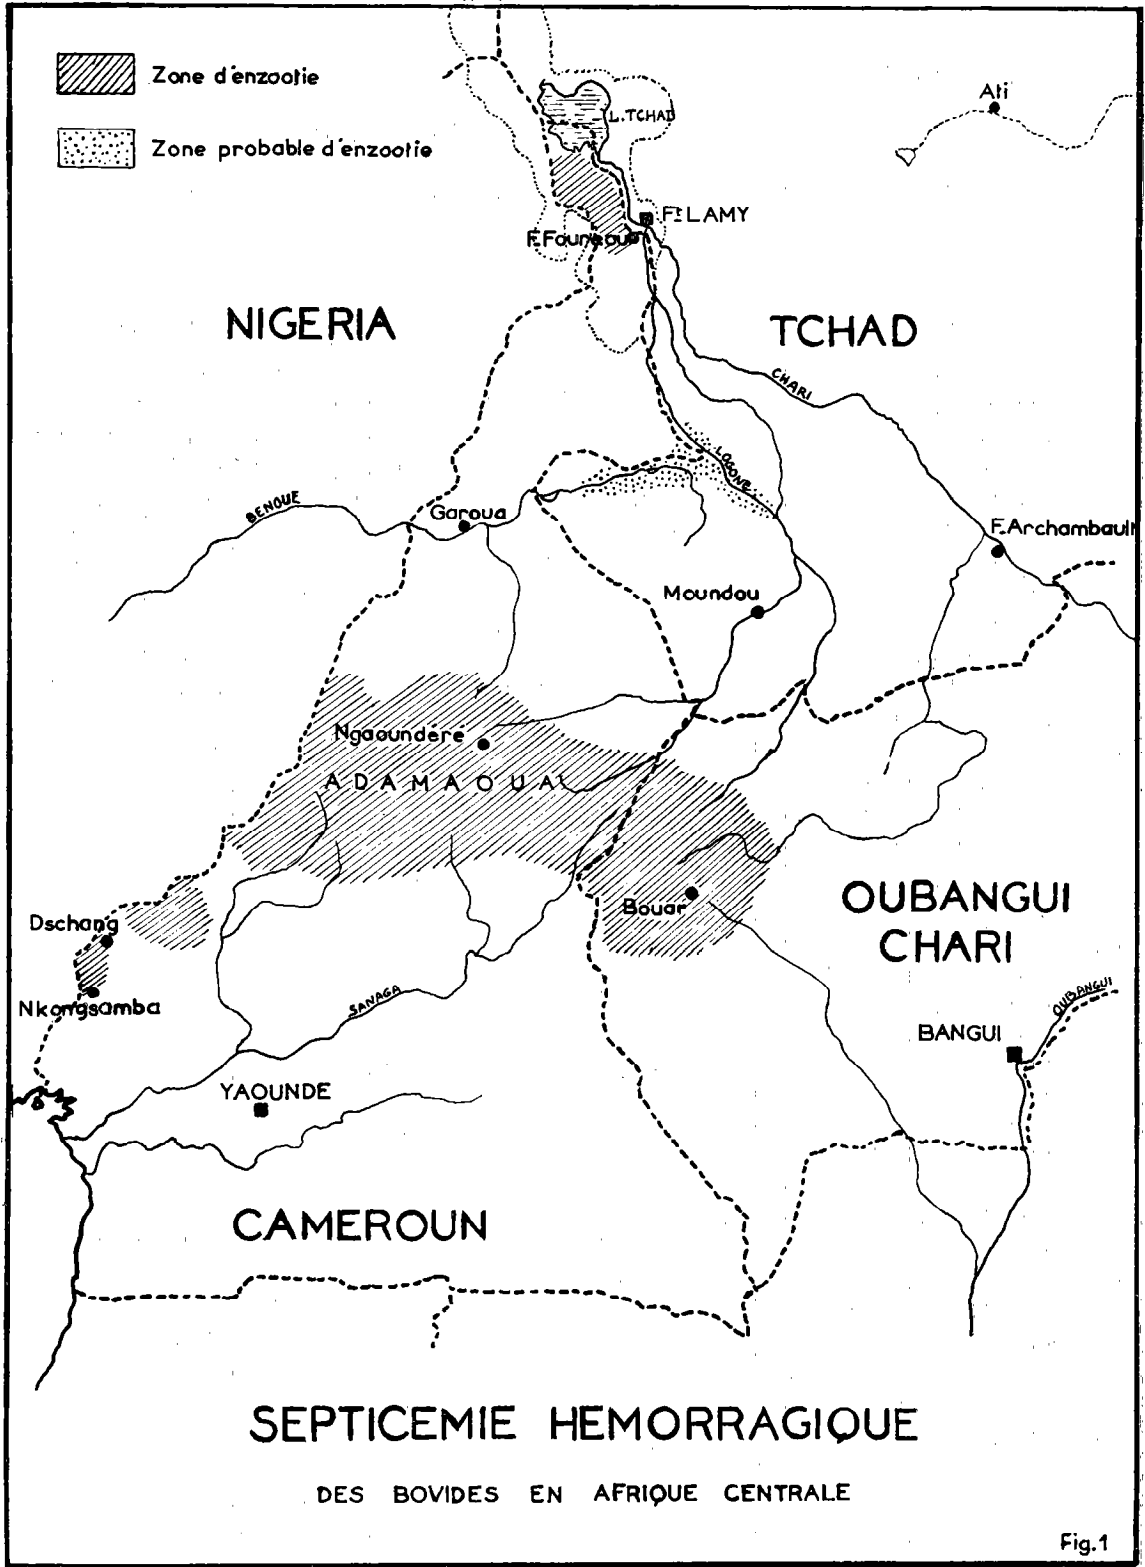 Zone d'enzootie
Zone probable d'enzootie
L. TCHAD
Ati
Ft LAMY
F. Foureau
NIGERIA
TCHAD
CHARI
LOGONE
BENOUE
Garoua
F. Archambault
Moundou
Ngaoundéré
ADAMAOUA
Bouar
OUBANGUI
CHARI
Dschang
Nkongsamba
SANAGA
OUBANGUI
BANGUI
YAOUNDE
CAMEROUN
SEPTICEMIE HEMORRAGIQUE
DES BOVIDES EN AFRIQUE CENTRALE
Fig.1